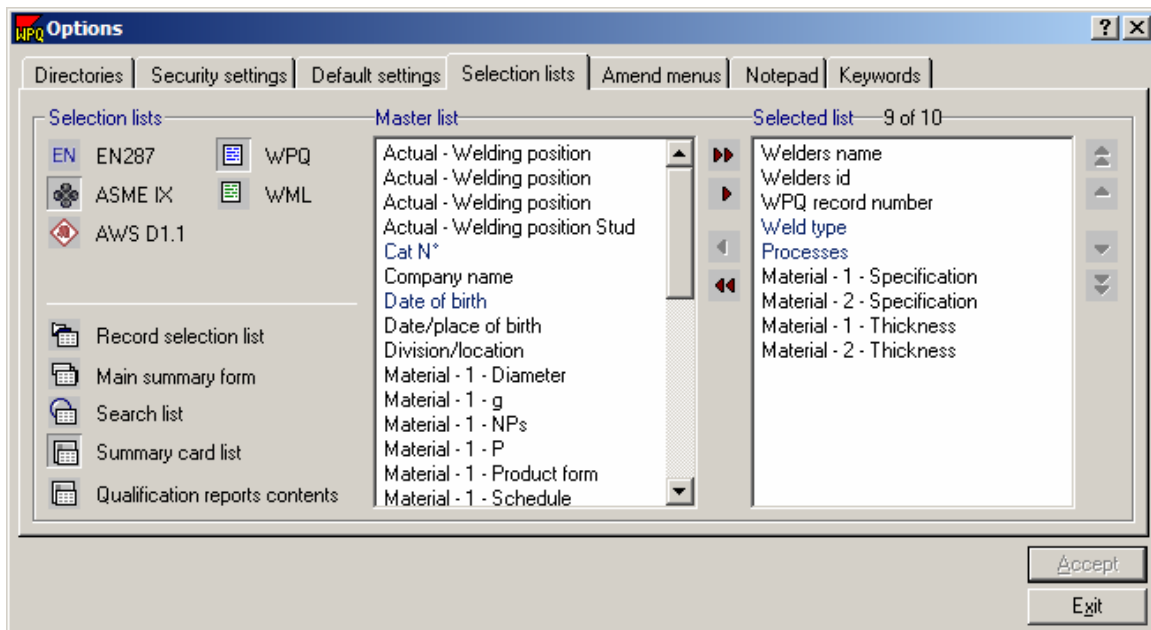 WPQ Options
Directories Security settings Default settings Selection lists Amend menus Notepad Keywords
Selection lists
EN EN287 WPQ
ASME IX WML
AWS D1.1
Record selection list
Main summary form
Search list
Summary card list
Qualification reports contents
Master list
Actual - Welding position
Actual - Welding position
Actual - Welding position
Actual - Welding position Stud
Cat N°
Company name
Date of birth
Date/place of birth
Division/location
Material - 1 - Diameter
Material - 1 - g
Material - 1 - NPs
Material - 1 - P
Material - 1 - Product form
Material - 1 - Schedule
Selected list 9 of 10
Welders name
Welders id
WPQ record number
Weld type
Processes
Material - 1 - Specification
Material - 2 - Specification
Material - 1 - Thickness
Material - 2 - Thickness
Accept
Exit